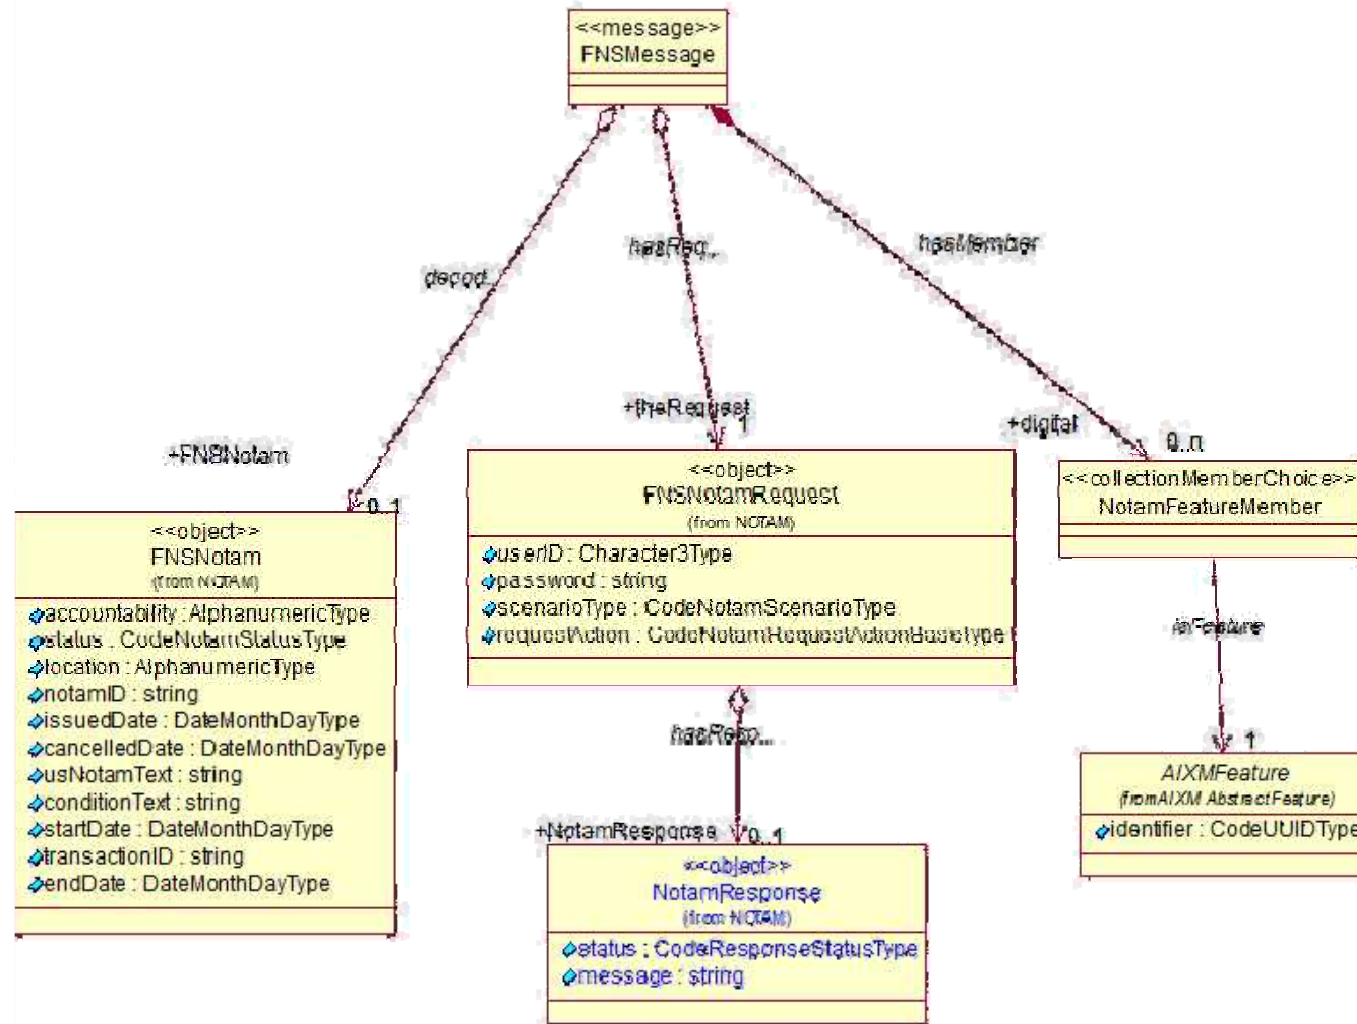 <<message>>
FNSMessage
decod...
hasReq...
hasMember
+FNSNotam
0..1
+theRequest
1
+digital
0..n
<<object>>
FNSNotam
(from NOTAM)
accountability : AlphanumericType
status : CodeNotamStatusType
location : AlphanumericType
notamID : string
issuedDate : DateMonthDayType
cancelledDate : DateMonthDayType
usNotamText : string
conditionText : string
startDate : DateMonthDayType
transactionID : string
endDate : DateMonthDayType
<<object>>
FNSNotamRequest
(from NOTAM)
userID : Character3Type
password : string
scenarioType : CodeNotamScenarioType
requestAction : CodeNotamRequestActionBaseType
hasResp...
+NotamResponse
0..1
<<object>>
NotamResponse
(from NOTAM)
status : CodeResponseStatusType
message : string
<<collectionMemberChoice>>
NotamFeatureMember
isFeature
1
AIXMFeature
(from AIXM AbstractFeature)
identifier : CodeUUIDType